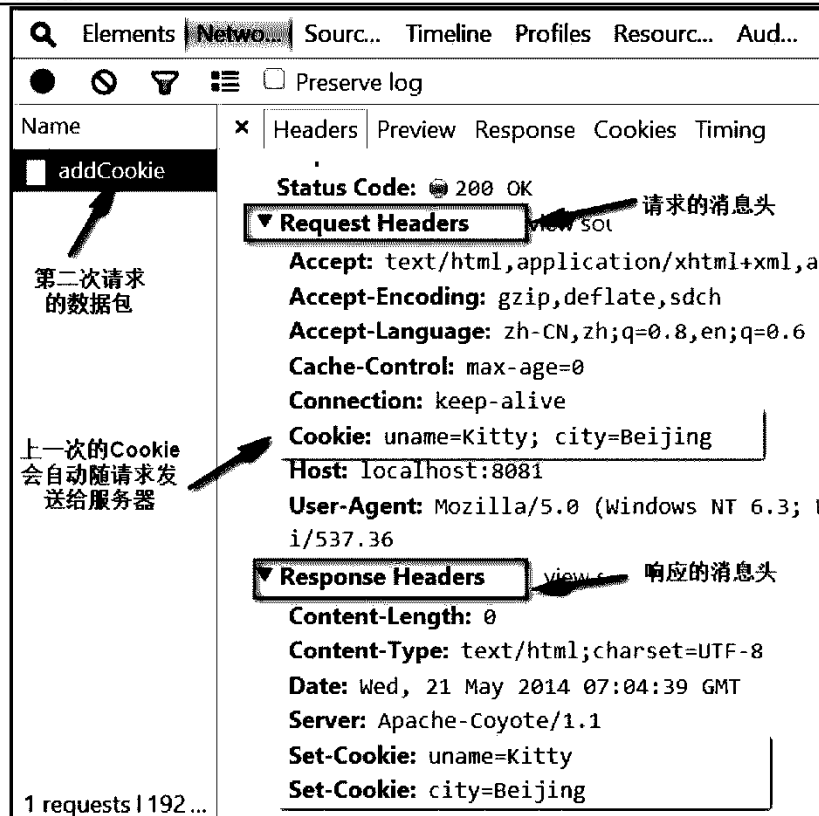 Elements Netwo... Sourc... Timeline Profiles Resourc... Aud...
Preserve log
Name
× Headers Preview Response Cookies Timing
addCookie
Status Code: 200 OK
▼ Request Headers
请求的消息头
Accept: text/html,application/xhtml+xml,a
第二次请求
的数据包
Accept-Encoding: gzip,deflate,sdch
Accept-Language: zh-CN,zh;q=0.8,en;q=0.6
Cache-Control: max-age=0
Connection: keep-alive
上一次的Cookie
会自动随请求发
送给服务器
Cookie: uname=Kitty; city=Beijing
Host: localhost:8081
User-Agent: Mozilla/5.0 (Windows NT 6.3;
i/537.36
▼ Response Headers
响应的消息头
Content-Length: 0
Content-Type: text/html;charset=UTF-8
Date: Wed, 21 May 2014 07:04:39 GMT
Server: Apache-Coyote/1.1
Set-Cookie: uname=Kitty
Set-Cookie: city=Beijing
1 requests | 192 ...